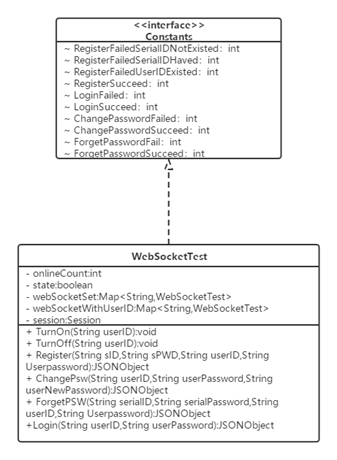 <<interface>>
Constants
~ RegisterFailedSerialIDNotExisted: int
~ RegisterFailedSerialIDHaved: int
~ RegisterFailedUserIDExisted: int
~ RegisterSucceed: int
~ LoginFailed: int
~ LoginSucceed: int
~ ChangePasswordFailed: int
~ ChangePasswordSucceed: int
~ ForgetPasswordFail: int
~ ForgetPasswordSucceed: int
WebSocketTest
- onlineCount:int
- state:boolean
- webSocketSet:Map<String,WebSocketTest>
- webSocketWithUserID:Map<String,WebSocketTest>
- session:Session
+ TurnOn(String userID):void
+ TurnOff(String userID):void
+ Register(String sID,String sPWD,String userID,String
Userpassword):JSONObject
+ ChangePsw(String userID,String userPassword,String
userNewPassword):JSONObject
+ ForgetPSW(String serialID,String serialPassword,String
userID,String Userpassword):JSONObject
+Login(String userID,String userPassword):JSONObject